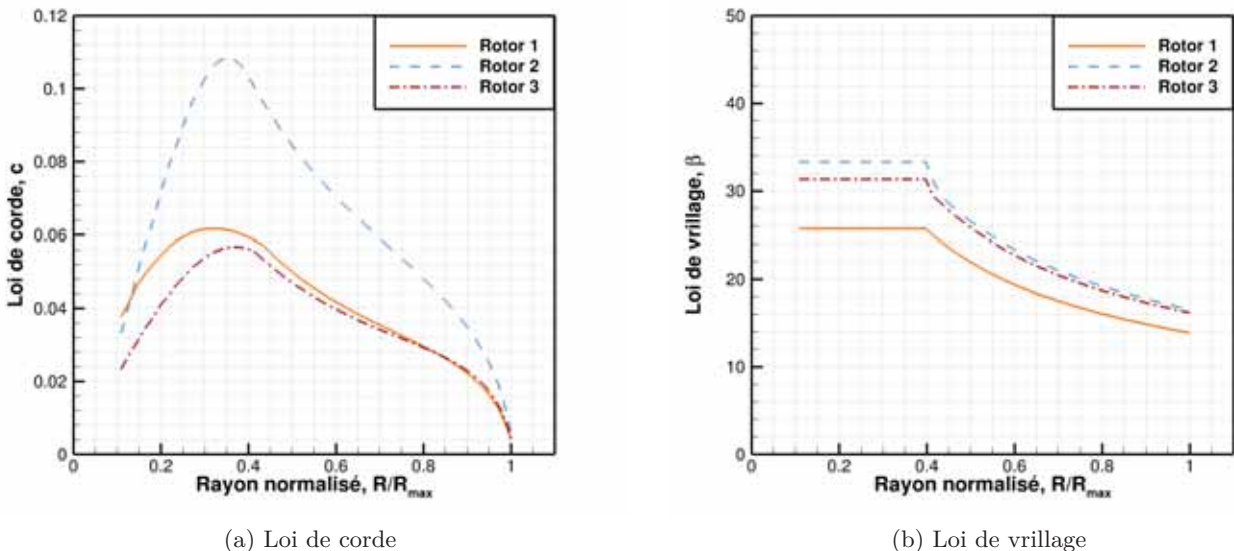 0.12
0.1
0.08
0.06
0.04
0.02
0
Loi de corde, c
Rotor 1
Rotor 2
Rotor 3
0 0.2 0.4 0.6 0.8 1
Rayon normalisé, R/Rmax
(a) Loi de corde
50
40
30
20
10
0
Loi de vrillage, β
Rotor 1
Rotor 2
Rotor 3
0 0.2 0.4 0.6 0.8 1
Rayon normalisé, R/Rmax
(b) Loi de vrillage